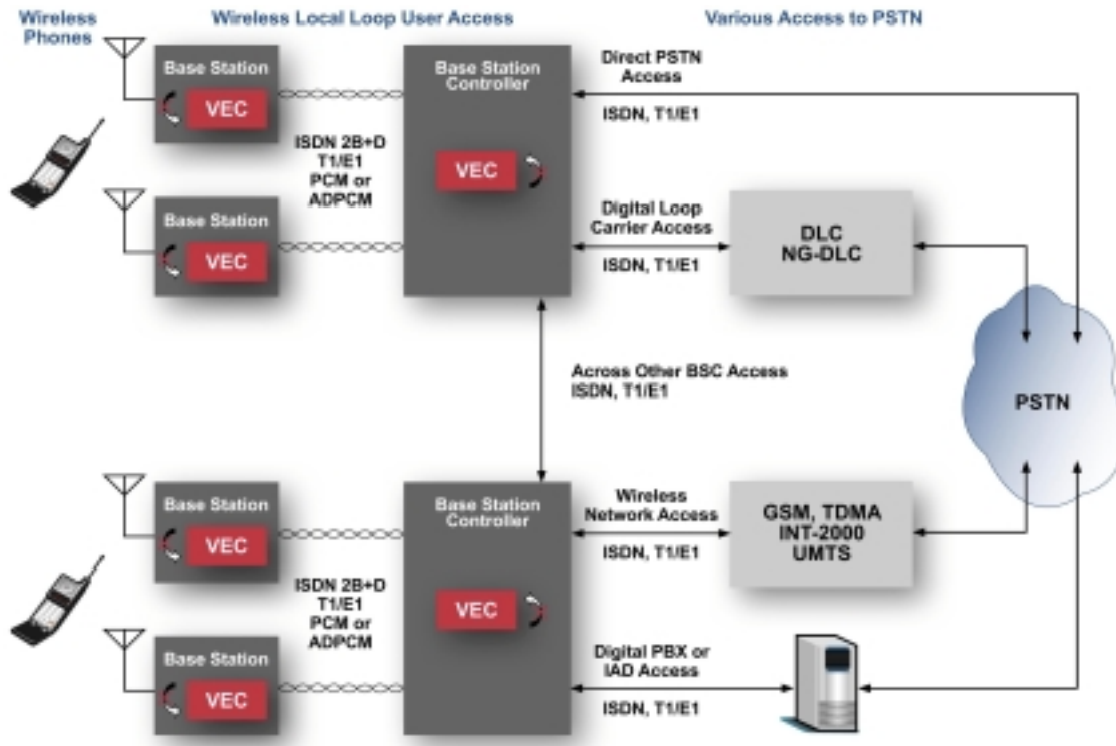 Wireless
Phones
Wireless Local Loop User Access
Various Access to PSTN
Base Station
VEC
Base Station
VEC
ISDN 2B+D
T1/E1
PCM or
ADPCM
Base Station
Controller
VEC
Direct PSTN
Access
ISDN, T1/E1
Digital Loop
Carrier Access
ISDN, T1/E1
DLC
NG-DLC
Across Other BSC Access
ISDN, T1/E1
PSTN
Base Station
VEC
Base Station
VEC
ISDN 2B+D
T1/E1
PCM or
ADPCM
Base Station
Controller
VEC
Wireless
Network Access
ISDN, T1/E1
GSM, TDMA
INT-2000
UMTS
Digital PBX or
IAD Access
ISDN, T1/E1